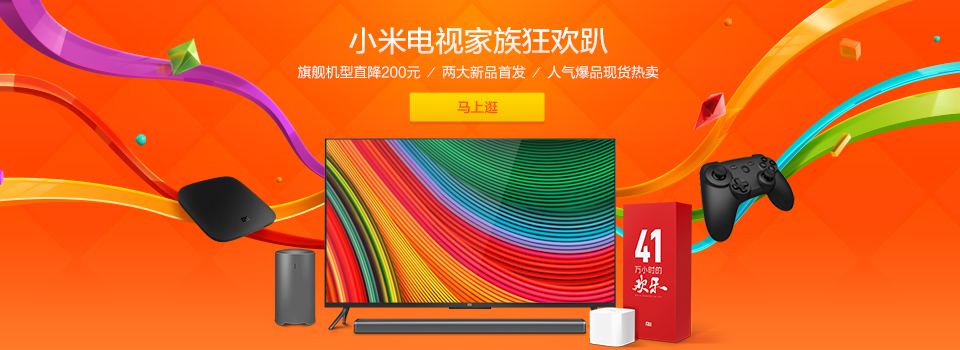 小米电视家族狂欢趴
旗舰机型直降200元 / 两大新品首发 / 人气爆品现货热卖
马上逛
41
万小时的
欢乐